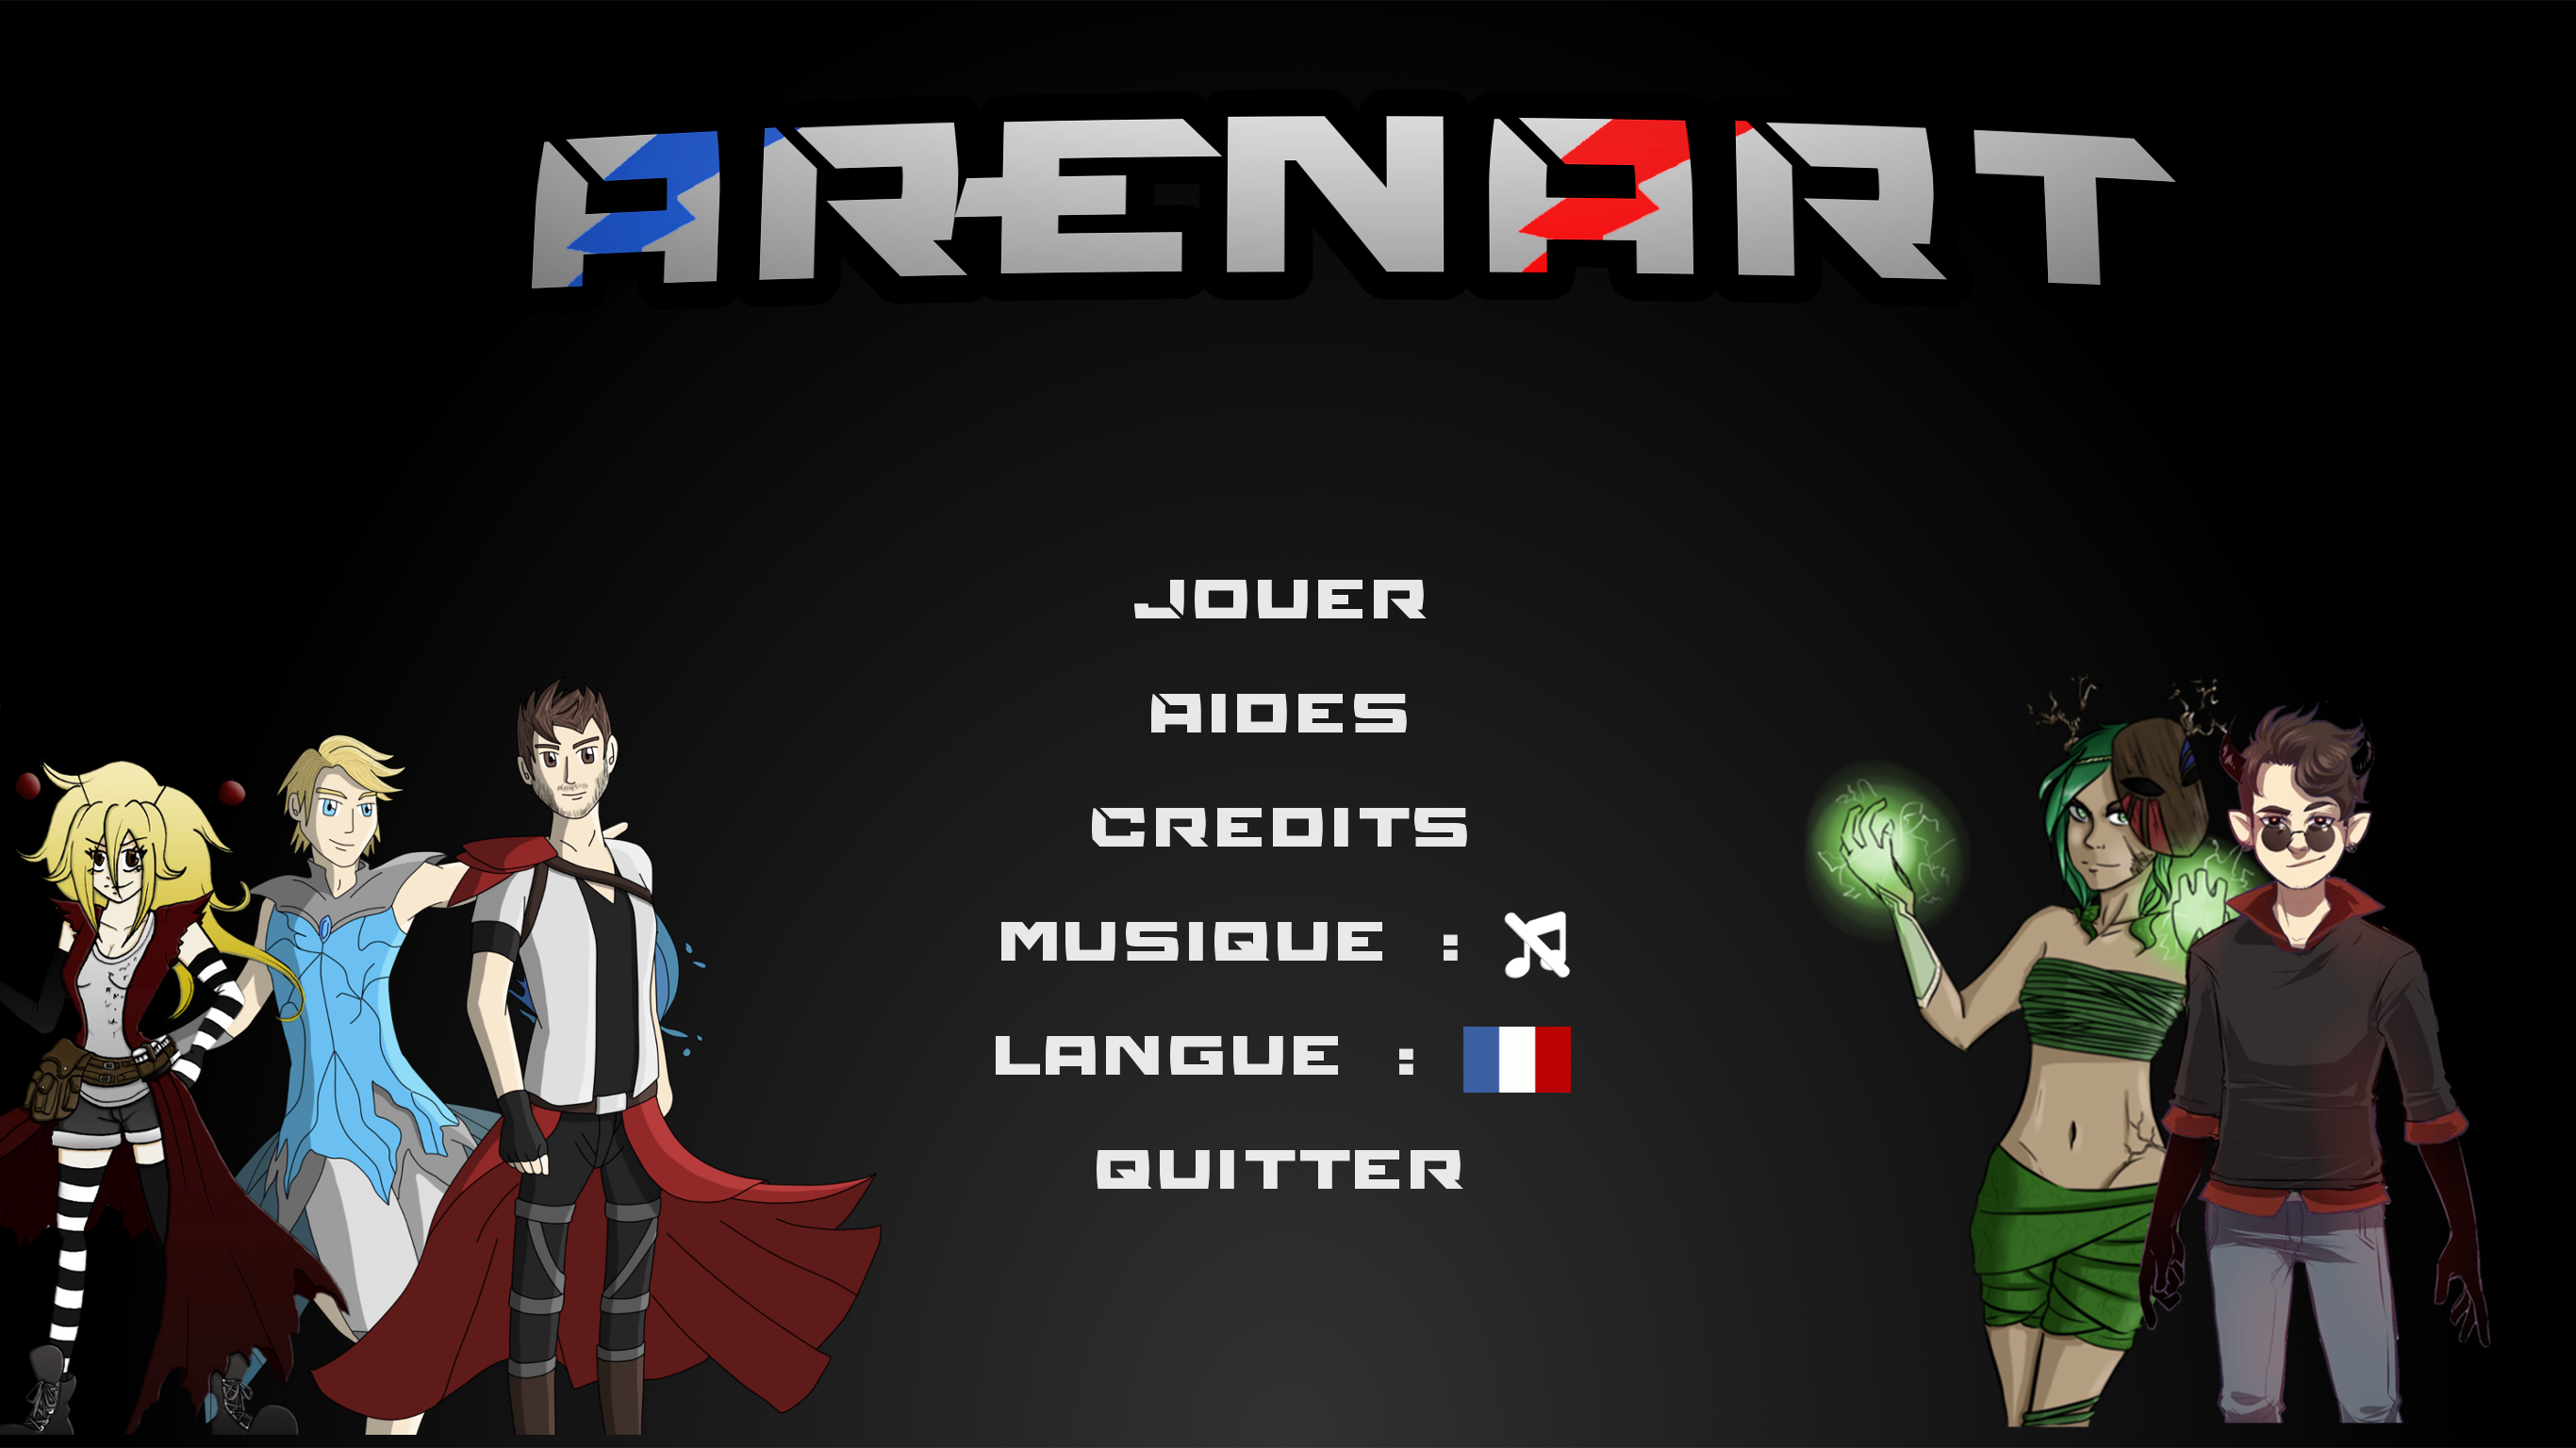 ARENART
JOUER
AIDES
CREDITS
MUSIQUE :
LANGUE :
QUITTER